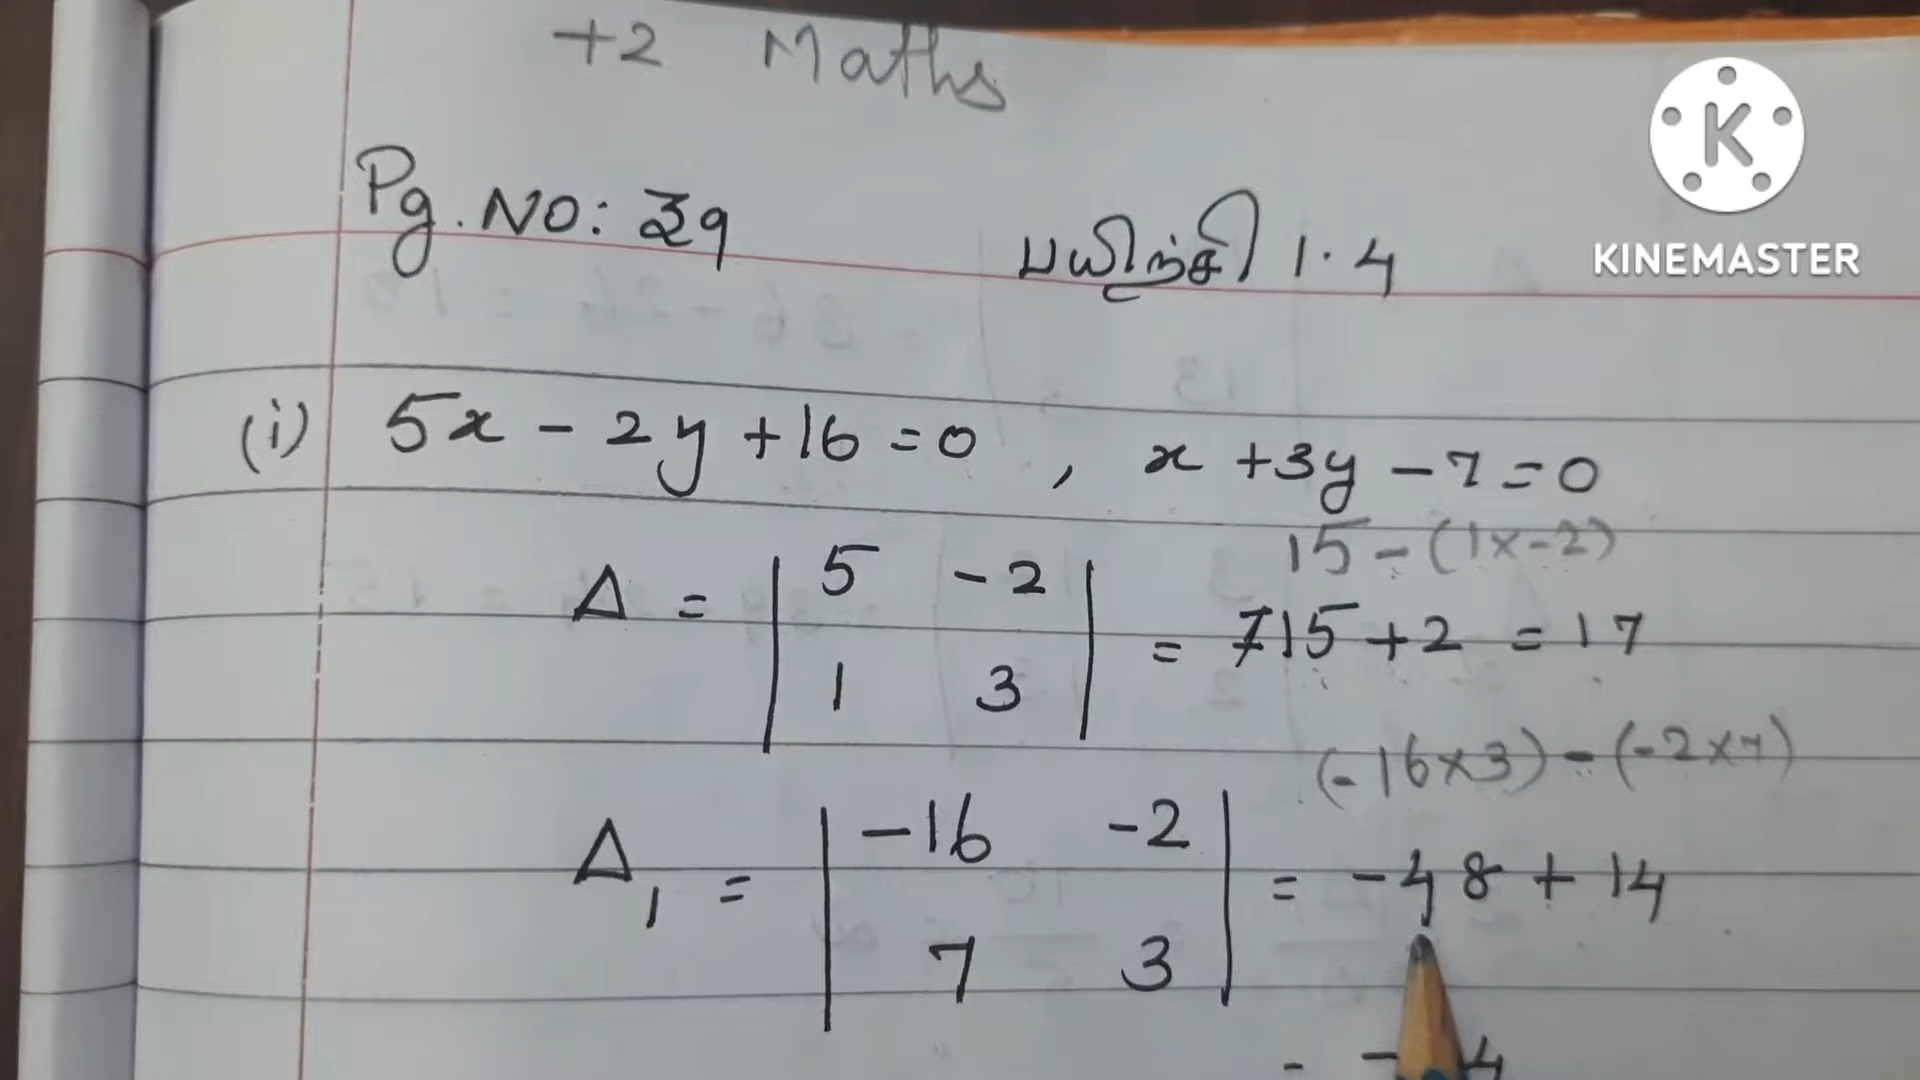 +2 Maths
K
KINEMASTER
Pg. NO: 39 பயிற்சி 1.4
(i) 5x - 2y + 16 = 0 , x + 3y - 7 = 0
15 - (1x-2)
Δ = | 5 -2 | = 15 + 2 = 17
| 1 3 |
(-16x3) - (-2x7)
Δ₁ = | -16 -2 | = -48 + 14
| 7 3 |